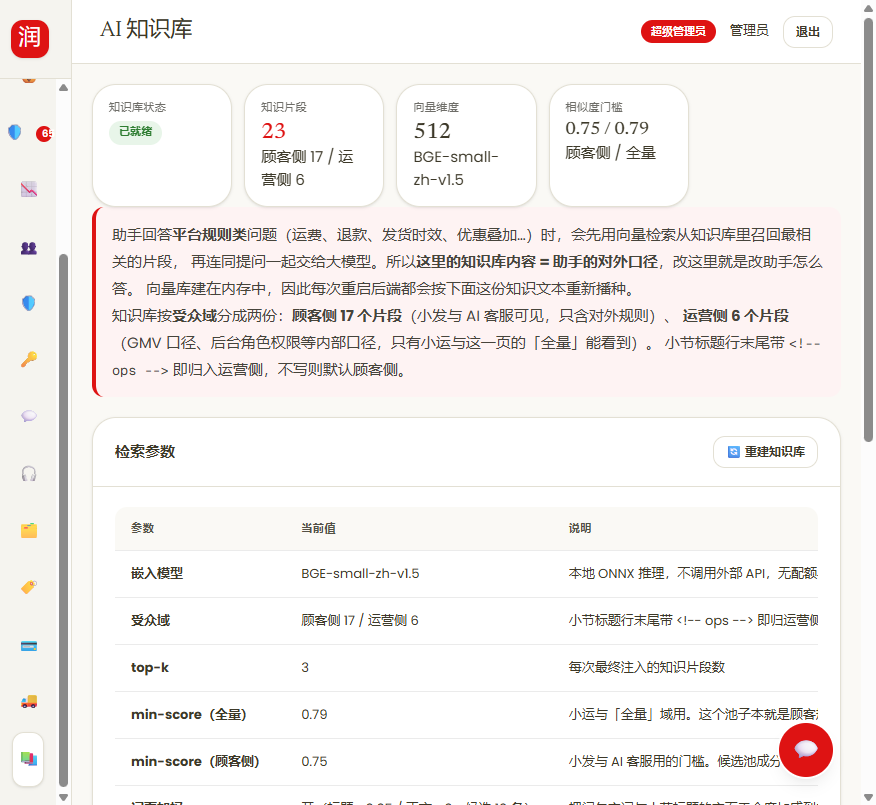 润
AI 知识库
超级管理员
管理员
退出
知识库状态
已就绪
知识片段
23
顾客侧 17 / 运
营侧 6
向量维度
512
BGE-small-
zh-v1.5
相似度门槛
0.75 / 0.79
顾客侧 / 全量
助手回答平台规则类问题（运费、退款、发货时效、优惠叠加…）时，会先用向量检索从知识库里召回最相
关的片段， 再连同提问一起交给大模型。所以这里的知识库内容 = 助手的对外口径，改这里就是改助手怎么
答。 向量库建在内存中，因此每次重启后端都会按下面这份知识文本重新播种。
知识库按受众域分成两份：顾客侧 17 个片段（小发与 AI 客服可见，只含对外规则）、 运营侧 6 个片段
（GMV 口径、后台角色权限等内部口径，只有小运与这一页的「全量」能看到）。 小节标题行末尾带 <!--
ops --> 即归入运营侧，不写则默认顾客侧。
检索参数
重建知识库
参数 当前值 说明
嵌入模型 BGE-small-zh-v1.5 本地 ONNX 推理，不调用外部 API，无配额
受众域 顾客侧 17 / 运营侧 6 小节标题行末尾带 <!-- ops --> 即归运营侧
top-k 3 每次最终注入的知识片段数
min-score（全量） 0.79 小运与「全量」域用。这个池子本就是顾客
min-score（顾客侧） 0.75 小发与 AI 客服用的门槛。候选池成分